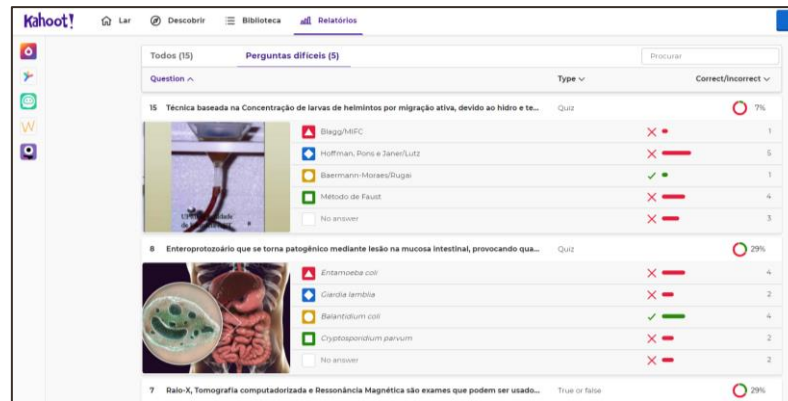 Kahoot!
Lar
Descobrir
Biblioteca
Relatórios
Todos (15)
Perguntas difíceis (5)
Procurar
Question
Type
Correct/Incorrect
15 Técnica baseada na Concentração de larvas de helmintos por migração ativa, devido ao hidro e te... Quiz 7%
Blagg/MIFC 1
Hoffman, Pons e Janer/Lutz 5
Baermann-Moraes/Rugai 1
Método de Faust 4
No answer 3
8 Enteroprotozoário que se torna patogênico mediante lesão na mucosa intestinal, provocando qua... Quiz 29%
Entamoeba coli 4
Giardia lamblia 2
Balantidium coli 4
Cryptosporidium parvum 2
No answer 2
7 Raio-X, Tomografia computadorizada e Ressonância Magnética são exames que podem ser usado... True or false 29%